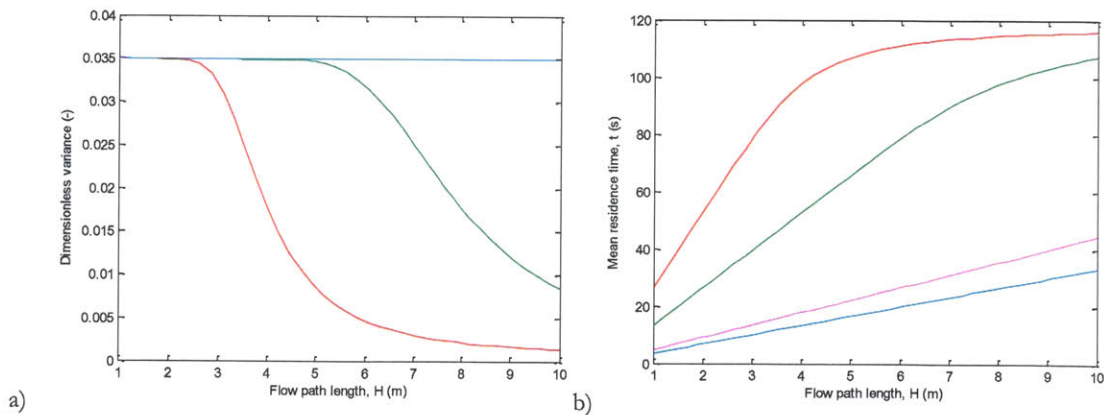 0.04
0.035
0.03
0.025
0.02
0.015
0.01
0.005
0
Dimensionless variance (-)
1 2 3 4 5 6 7 8 9 10
Flow path length, H (m)
a)
120
100
80
60
40
20
0
Mean residence time, t (s)
1 2 3 4 5 6 7 8 9 10
Flow path length, H (m)
b)